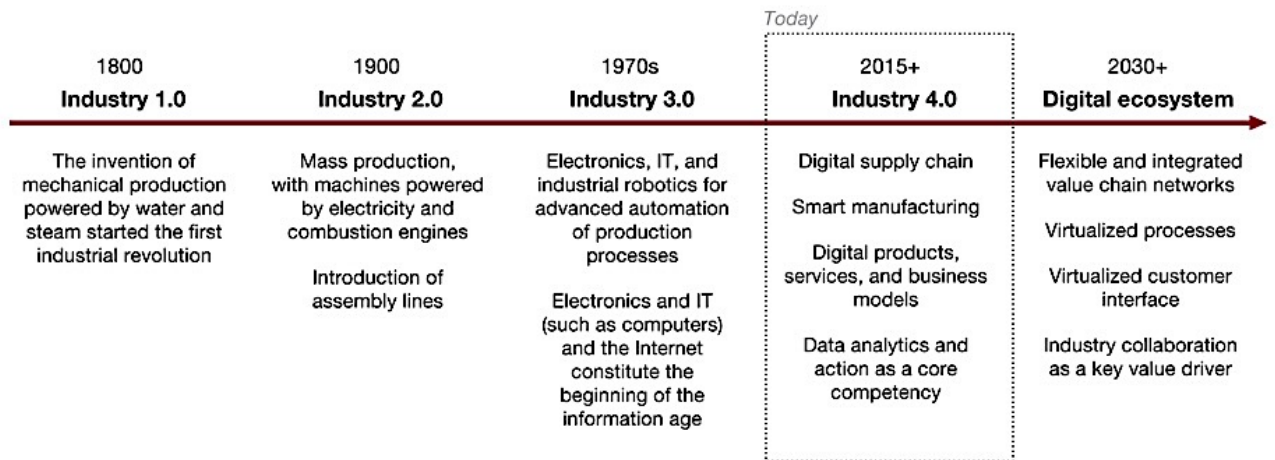 Today
1800
Industry 1.0
The invention of
mechanical production
powered by water and
steam started the first
industrial revolution
1900
Industry 2.0
Mass production,
with machines powered
by electricity and
combustion engines
Introduction of
assembly lines
1970s
Industry 3.0
Electronics, IT, and
industrial robotics for
advanced automation
of production
processes
Electronics and IT
(such as computers)
and the Internet
constitute the
beginning of the
information age
2015+
Industry 4.0
Digital supply chain
Smart manufacturing
Digital products,
services, and business
models
Data analytics and
action as a core
competency
2030+
Digital ecosystem
Flexible and integrated
value chain networks
Virtualized processes
Virtualized customer
interface
Industry collaboration
as a key value driver